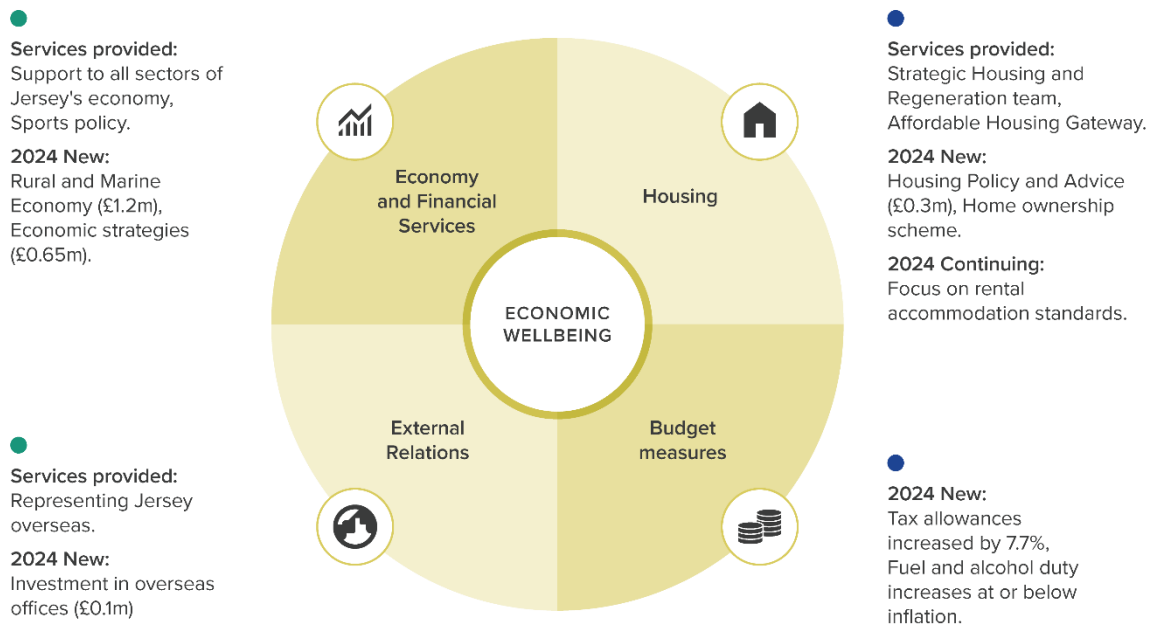 Services provided:
Support to all sectors of
Jersey's economy,
Sports policy.
2024 New:
Rural and Marine
Economy (£1.2m),
Economic strategies
(£0.65m).
Economy
and Financial
Services
Housing
Services provided:
Strategic Housing and
Regeneration team,
Affordable Housing Gateway.
2024 New:
Housing Policy and Advice
(£0.3m), Home ownership
scheme.
2024 Continuing:
Focus on rental
accommodation standards.
ECONOMIC
WELLBEING
Services provided:
Representing Jersey
overseas.
2024 New:
Investment in overseas
offices (£0.1m)
External
Relations
Budget
measures
2024 New:
Tax allowances
increased by 7.7%,
Fuel and alcohol duty
increases at or below
inflation.